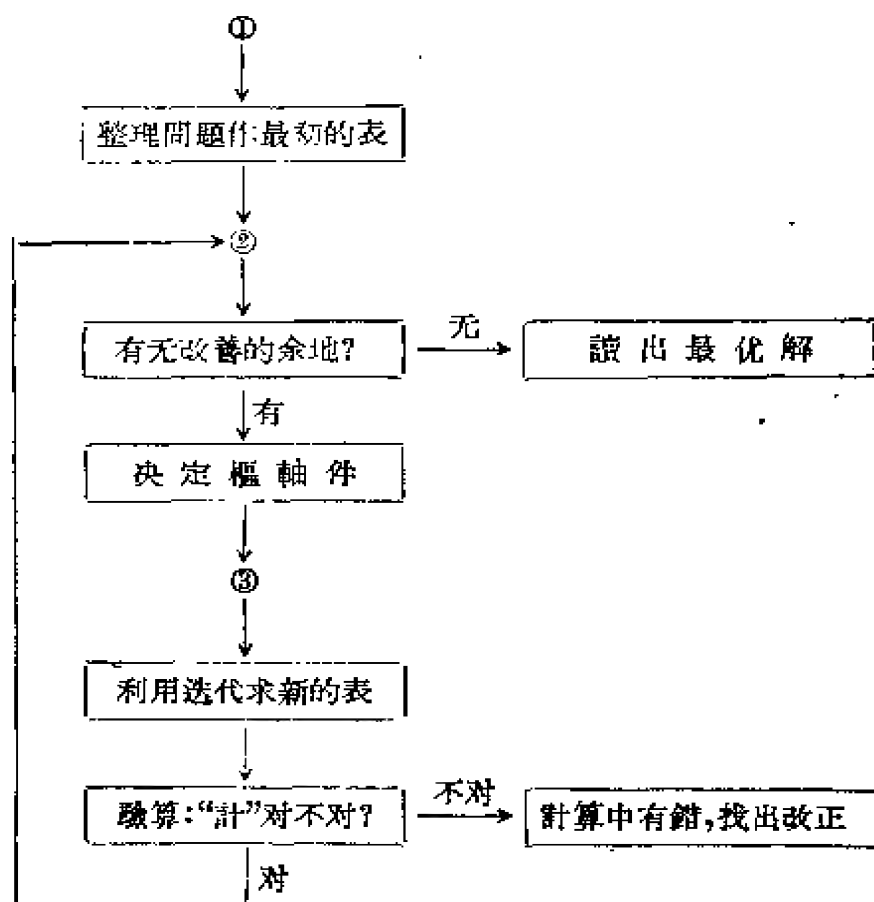 ①
整理問題作最初的表
②
有无改善的余地？
无
讀出最优解
有
决定樞軸件
③
利用迭代求新的表
驗算：“計”对不对？
不对
計算中有錯，找出改正
对